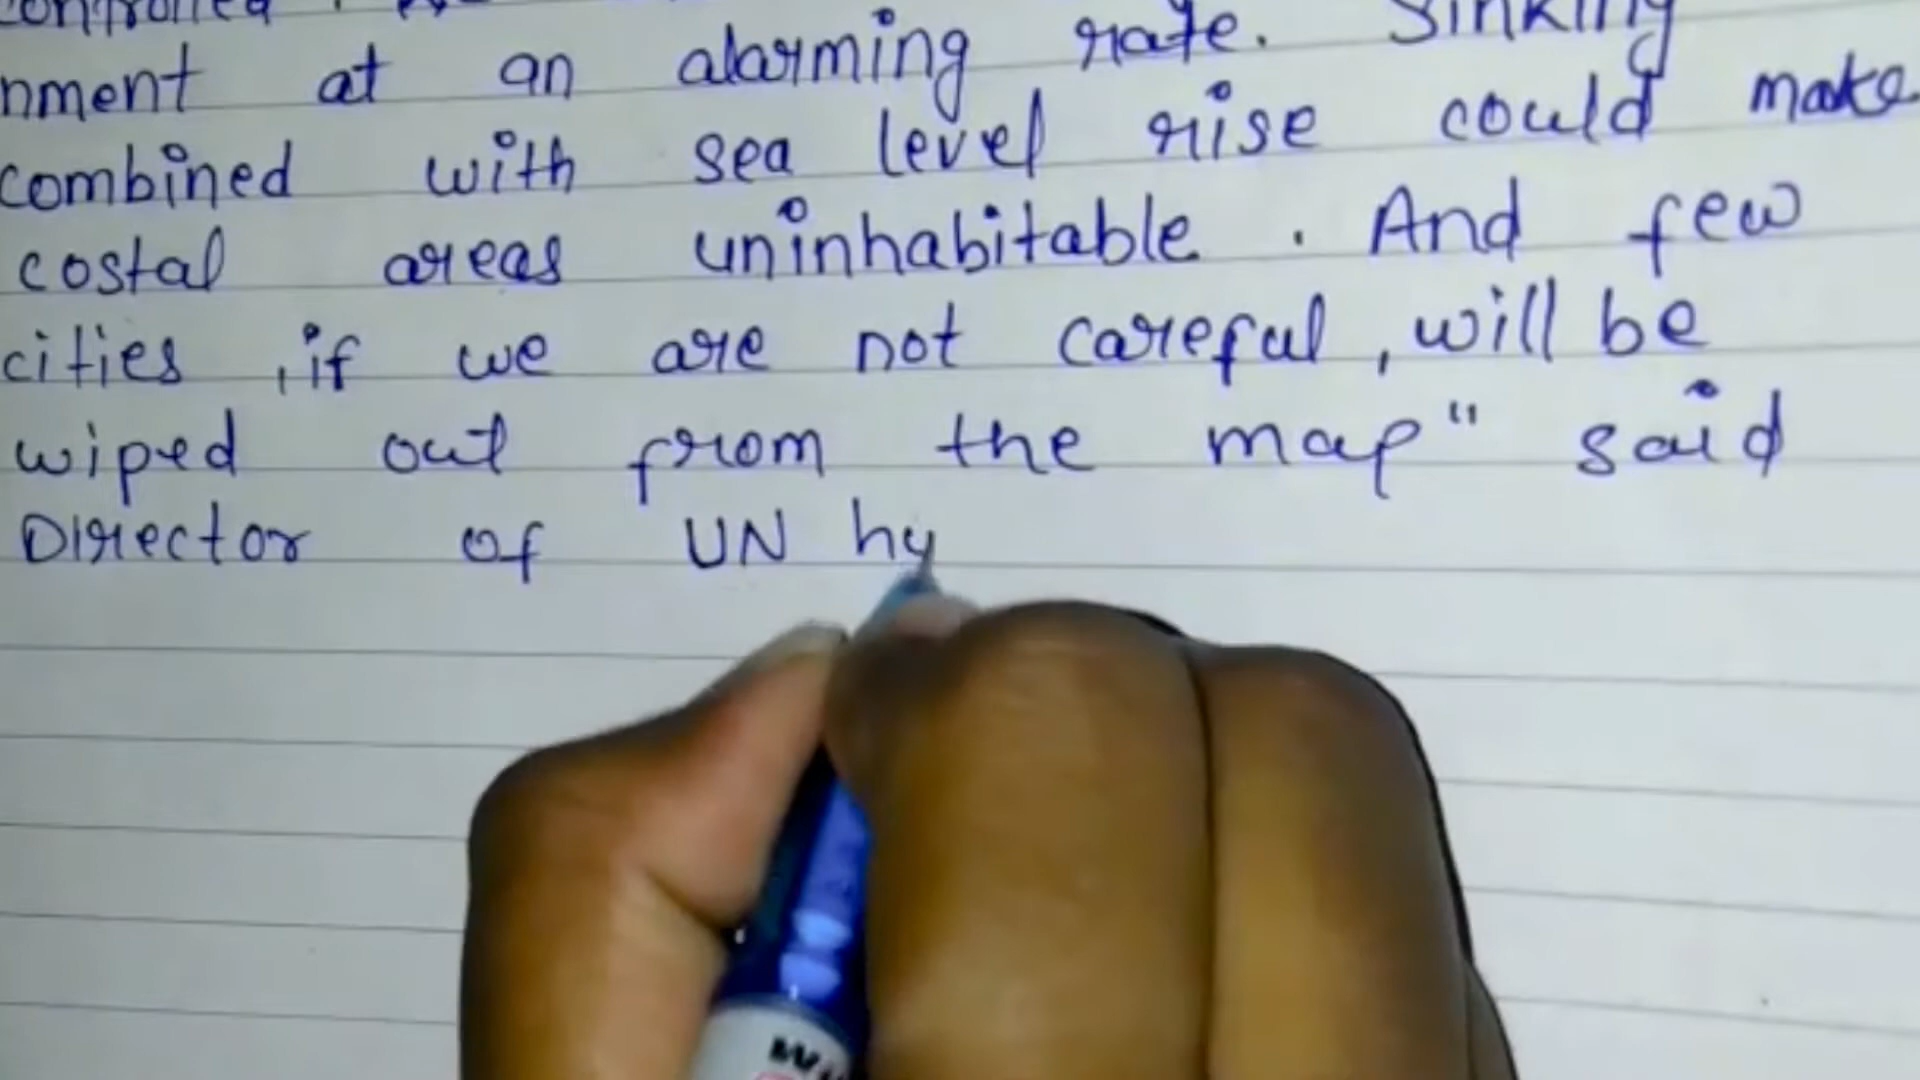 controlled.
nment at an alarming rate. Sinking
combined with sea level rise could make
costal areas uninhabitable. And few
cities, if we are not careful, will be
wiped out from the map" said
Director of UN hy